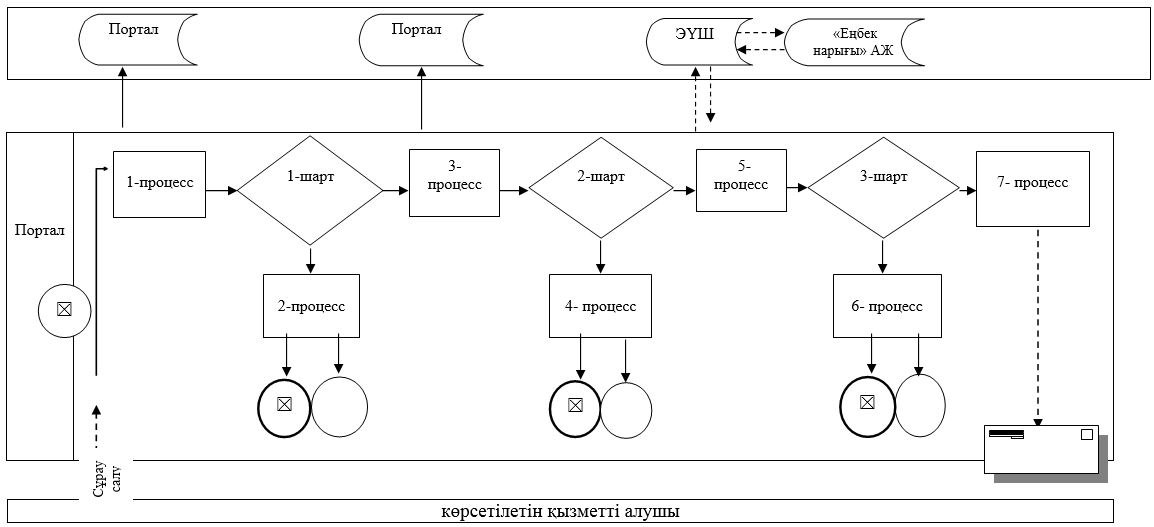 Портал
Портал
ЭҮШ
«Еңбек
нарығы» АЖ
1-процесс
1-шарт
3-
процесс
2-шарт
5-
процесс
3-шарт
7- процесс
Портал
2-процесс
4- процесс
6- процесс
Сұрау
салу
көрсетілетін қызметті алушы